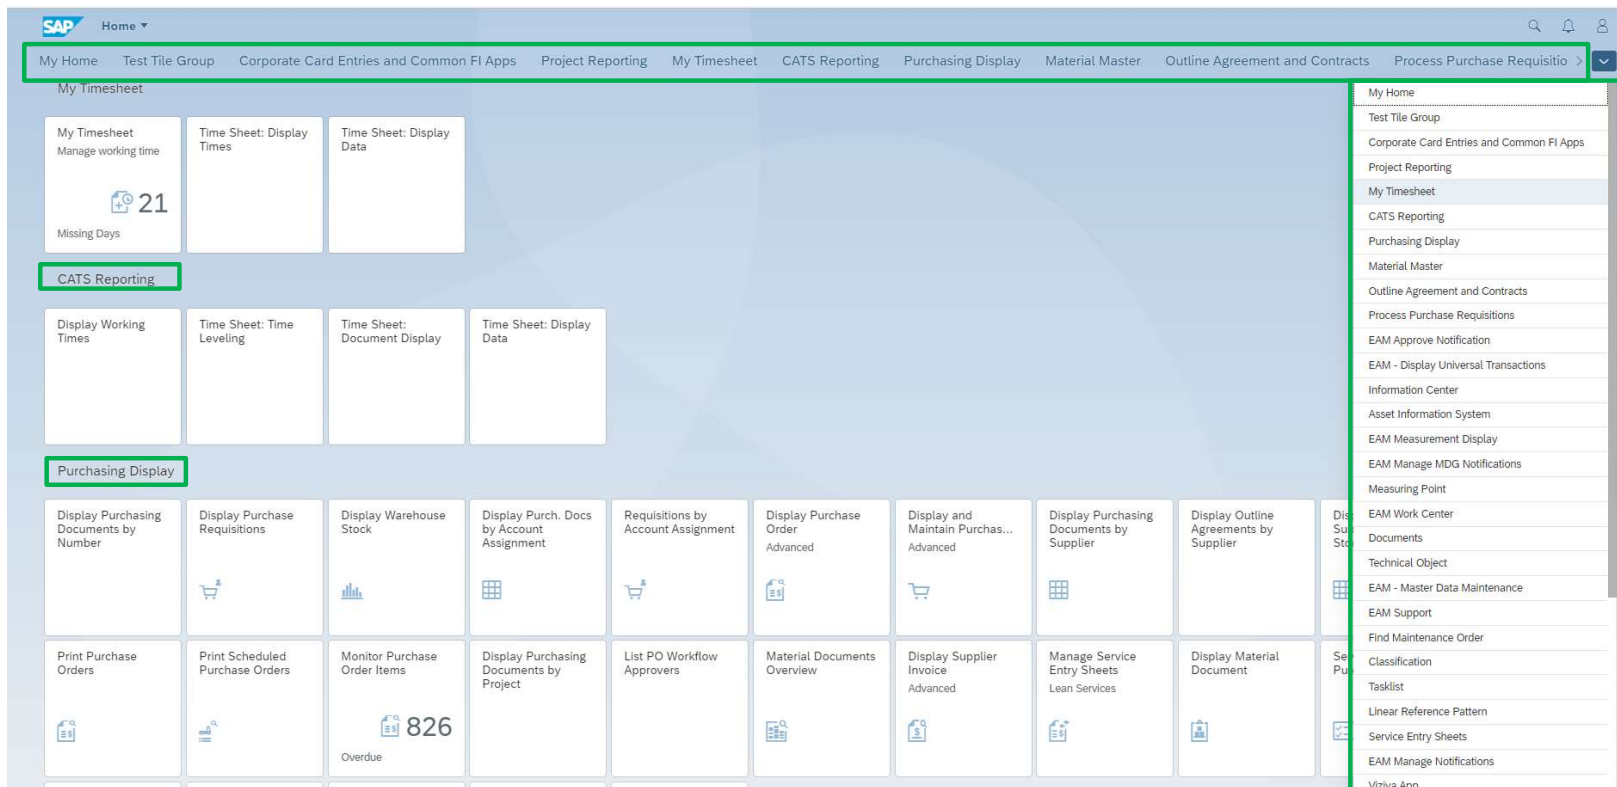 SAP Home
My Home Test Tile Group Corporate Card Entries and Common FI Apps Project Reporting My Timesheet CATS Reporting Purchasing Display Material Master Outline Agreement and Contracts Process Purchase Requisitio
My Timesheet
My Timesheet
Manage working time
21
Missing Days
Time Sheet: Display
Times
Time Sheet: Display
Data
CATS Reporting
Display Working
Times
Time Sheet: Time
Leveling
Time Sheet:
Document Display
Time Sheet: Display
Data
Purchasing Display
Display Purchasing
Documents by
Number
Display Purchase
Requisitions
Display Warehouse
Stock
Display Purch. Docs
by Account
Assignment
Requisitions by
Account Assignment
Display Purchase
Order
Advanced
Display and
Maintain Purchas...
Advanced
Display Purchasing
Documents by
Supplier
Display Outline
Agreements by
Supplier
Dis
Su
Sto
Print Purchase
Orders
Print Scheduled
Purchase Orders
Monitor Purchase
Order Items
826
Overdue
Display Purchasing
Documents by
Project
List PO Workflow
Approvers
Material Documents
Overview
Display Supplier
Invoice
Advanced
Manage Service
Entry Sheets
Lean Services
Display Material
Document
Se
Pu
My Home
Test Tile Group
Corporate Card Entries and Common FI Apps
Project Reporting
My Timesheet
CATS Reporting
Purchasing Display
Material Master
Outline Agreement and Contracts
Process Purchase Requisitions
EAM Approve Notification
EAM - Display Universal Transactions
Information Center
Asset Information System
EAM Measurement Display
EAM Manage MDG Notifications
Measuring Point
EAM Work Center
Documents
Technical Object
EAM - Master Data Maintenance
EAM Support
Find Maintenance Order
Classification
Tasklist
Linear Reference Pattern
Service Entry Sheets
EAM Manage Notifications
Viziya App